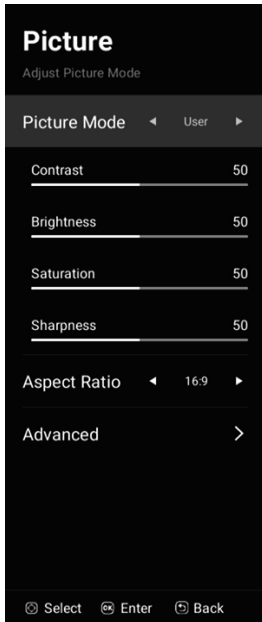 Picture
Adjust Picture Mode
Picture Mode User
Contrast 50
Brightness 50
Saturation 50
Sharpness 50
Aspect Ratio 16:9
Advanced
Select OK Enter Back